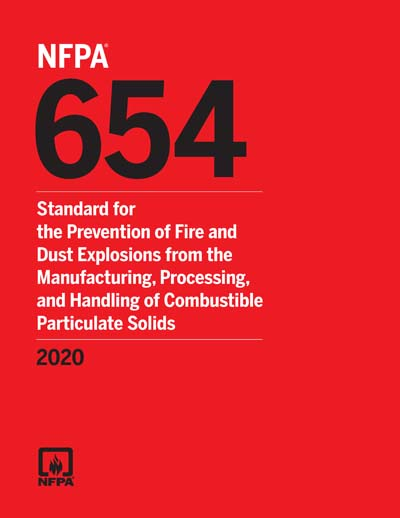 NFPA®
654
Standard for
the Prevention of Fire and
Dust Explosions from the
Manufacturing, Processing,
and Handling of Combustible
Particulate Solids
2020
NFPA®